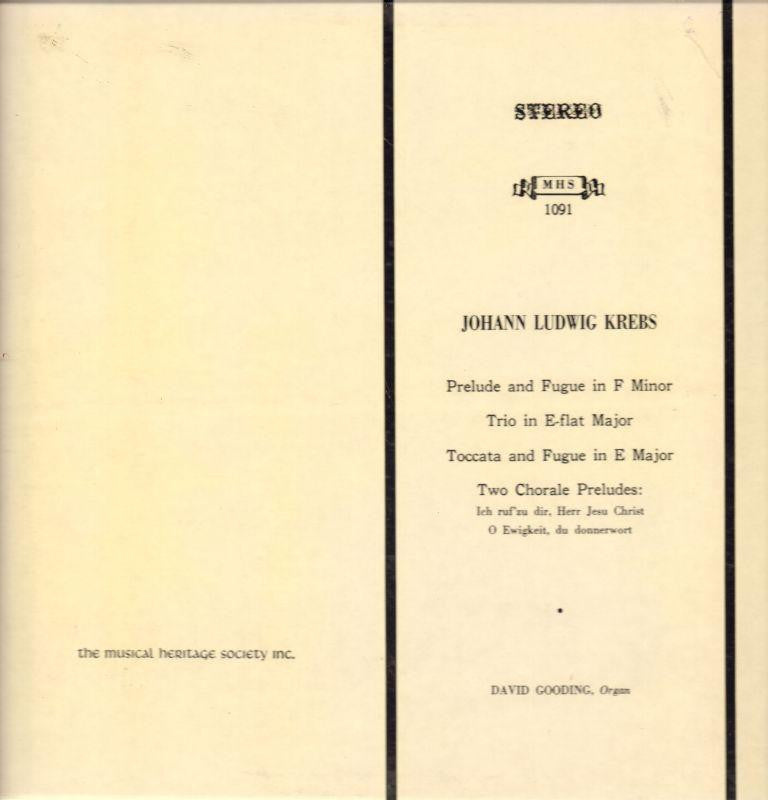 STEREO
MHS
1091
JOHANN LUDWIG KREBS
Prelude and Fugue in F Minor
Trio in E-flat Major
Toccata and Fugue in E Major
Two Chorale Preludes:
Ich ruf'zu dir, Herr Jesu Christ
O Ewigkeit, du donnerwort
the musical heritage society inc.
DAVID GOODING, Organ